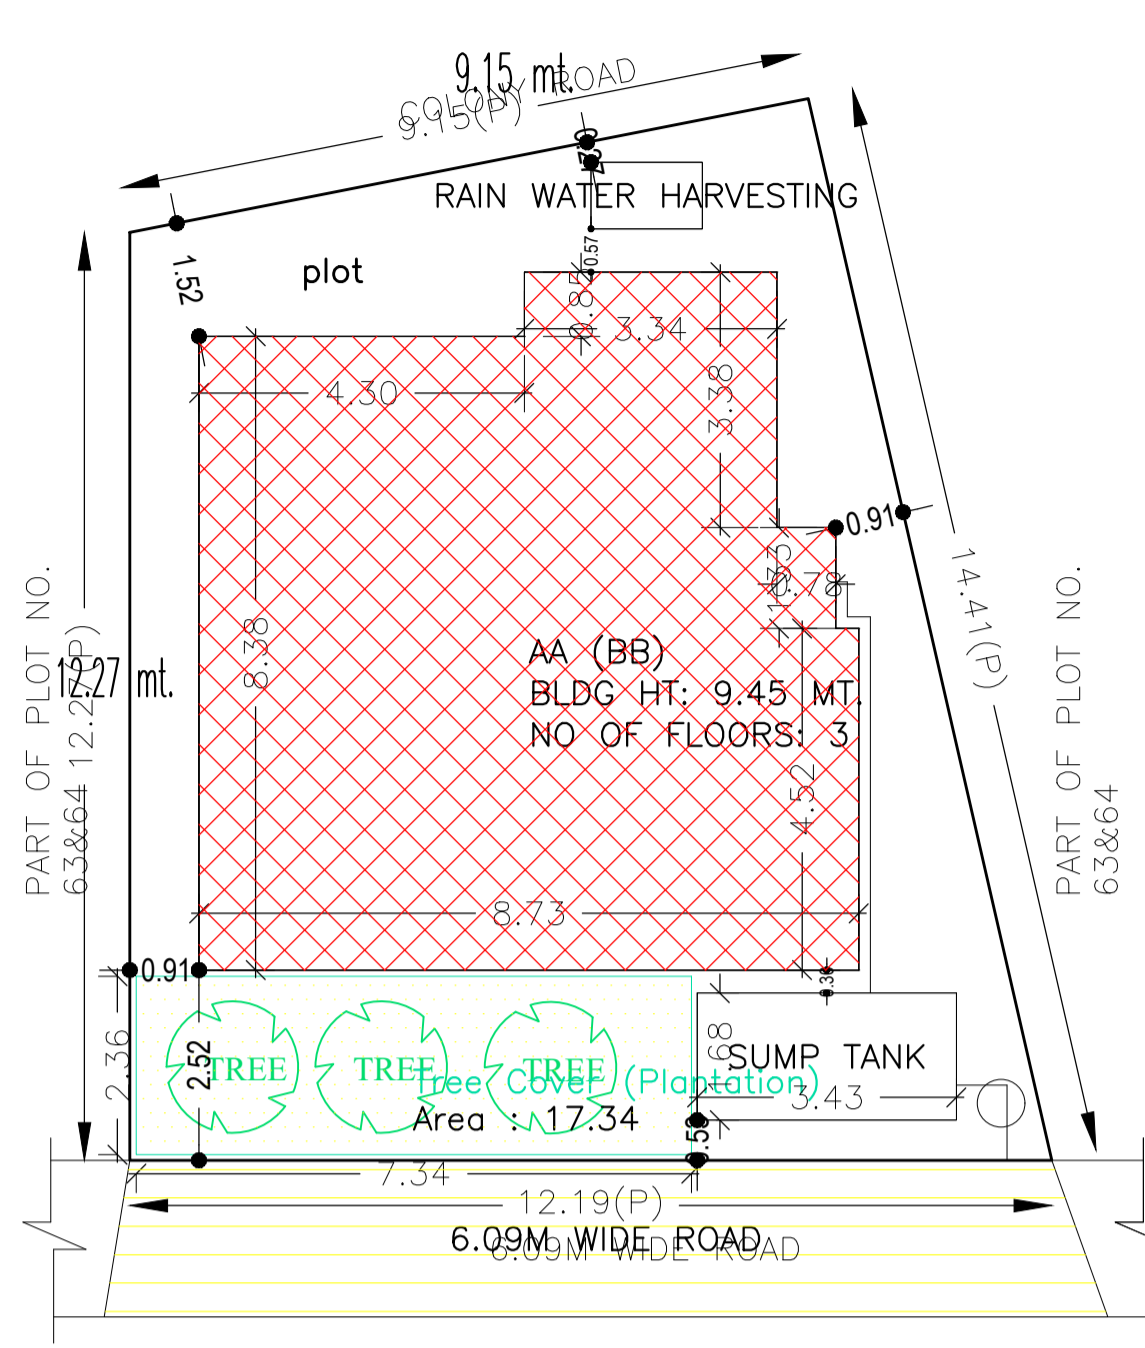 9.15 mt.
COLONY ROAD
9.15(P)
RAIN WATER HARVESTING
0.57
1.52
plot
0.85
3.34
4.30
3.38
0.91
0.78
14.41(P)
PART OF PLOT NO.
63&64
12.27(P)
12.27 mt.
8.38
AA (BB)
BLDG HT: 9.45 MT.
NO OF FLOORS: 3
PART OF PLOT NO.
63&64
4.52
8.73
0.91
2.36
2.52
TREE
TREE
TREE
Tree Cover (Plantation)
Area : 17.34
1.68
SUMP TANK
3.43
7.34
12.19(P)
6.09M WIDE ROAD
6.09M WIDE ROAD